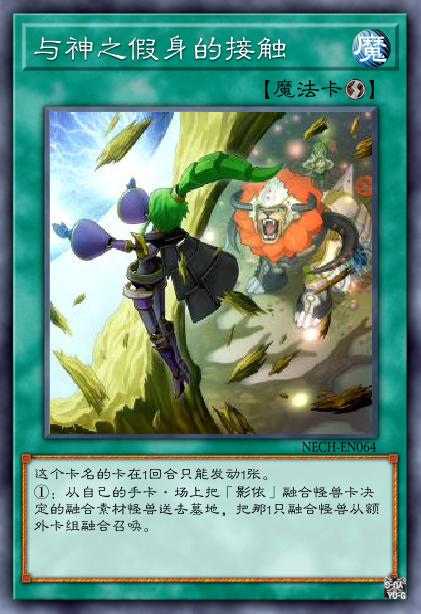 与神之假身的接触
魔
【魔法卡】
NECH-EN064
这个卡名的卡在1回合只能发动1张。
①：从自己的手卡·场上把「影依」融合怪兽卡决
定的融合素材怪兽送去墓地，把那1只融合怪兽从额
外卡组融合召唤。